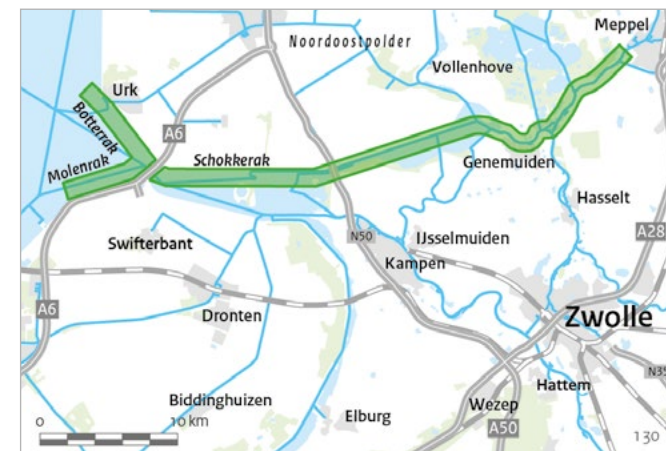 Meppel
Noordoostpolder
Vollenhove
Urk
Botterrak
A6
Molenrak
Schokkerak
Genemuiden
Hasselt
A28
Swifterbant
N50
IJsselmuiden
Kampen
A6
Dronten
Zwolle
N35
Hattem
Biddinghuizen
Wezep
Elburg
A50
0 10 km
130